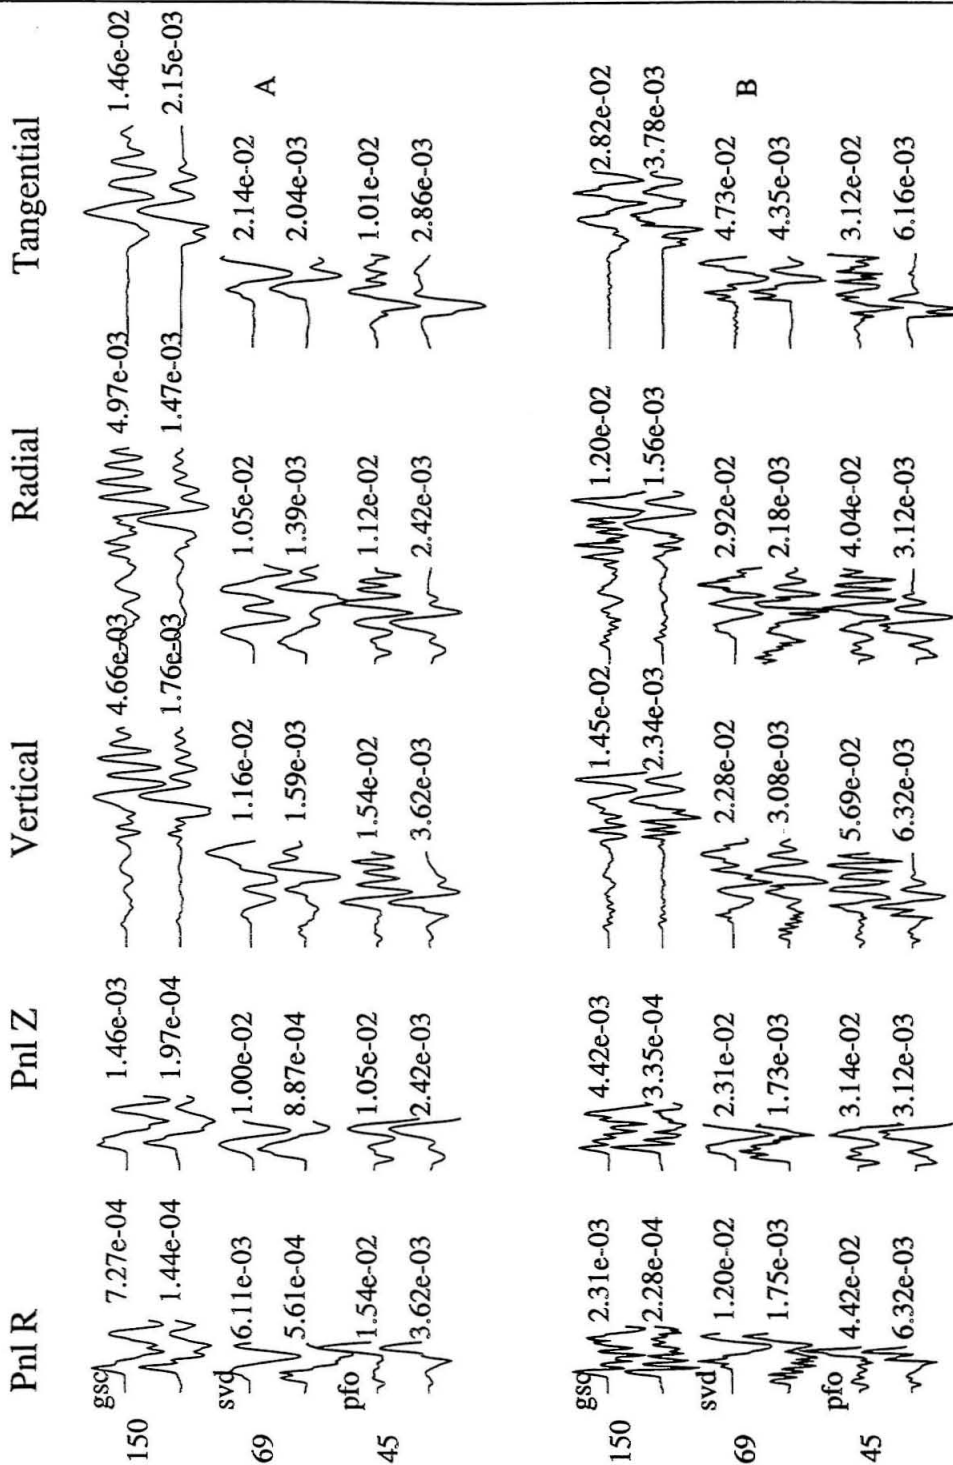 Pnl R Pnl Z Vertical Radial Tangential
gsc 7.27e-04 1.46e-03 4.66e-03 4.97e-03 1.46e-02
150 1.44e-04 1.97e-04 1.76e-03 1.47e-03 2.15e-03
svd 6.11e-03 1.00e-02 1.16e-02 1.05e-02 2.14e-02 A
69 5.61e-04 8.87e-04 1.59e-03 1.39e-03 2.04e-03
pfo 1.54e-02 1.05e-02 1.54e-02 1.12e-02 1.01e-02
45 3.62e-03 2.42e-03 3.62e-03 2.42e-03 2.86e-03
gsc 2.31e-03 4.42e-03 1.45e-02 1.20e-02 2.82e-02
150 2.28e-04 3.35e-04 2.34e-03 1.56e-03 3.78e-03
svd 1.20e-02 2.31e-02 2.28e-02 2.92e-02 4.73e-02 B
69 1.75e-03 1.73e-03 3.08e-03 2.18e-03 4.35e-03
pfo 4.42e-02 3.14e-02 5.69e-02 4.04e-02 3.12e-02
45 6.32e-03 3.12e-03 6.32e-03 3.12e-03 6.16e-03